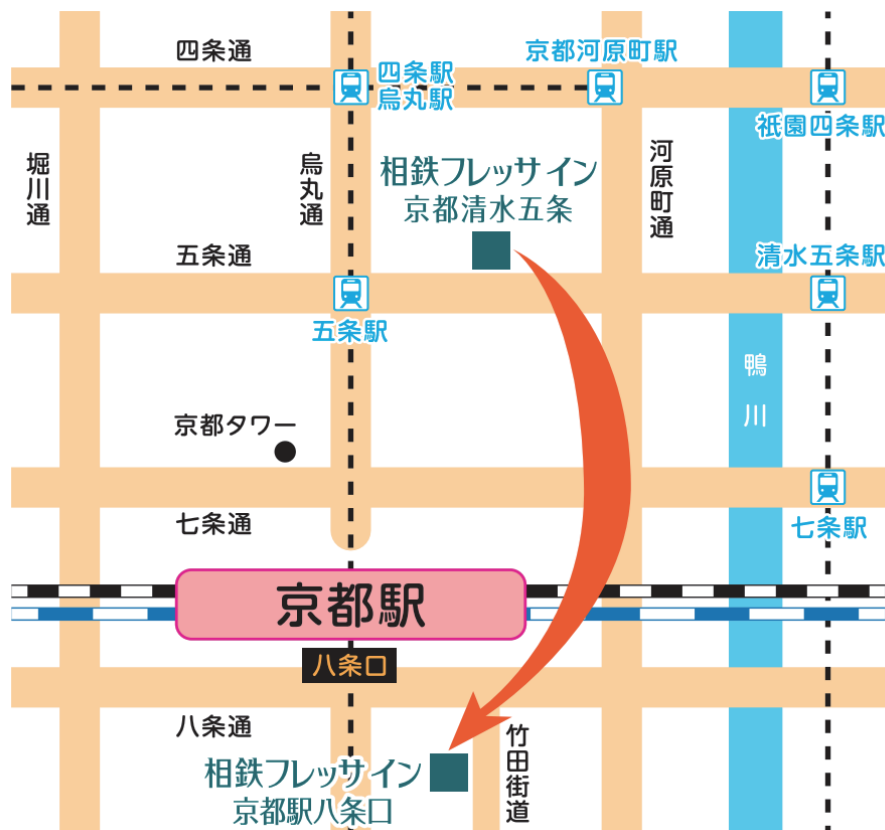 四条通
四条駅
烏丸駅
京都河原町駅
祇園四条駅
堀川通
烏丸通
相鉄フレッサイン
京都清水五条
河原町通
五条通
清水五条駅
五条駅
鴨川
京都タワー
七条通
七条駅
京都駅
八条口
八条通
相鉄フレッサイン
京都駅八条口
竹田街道